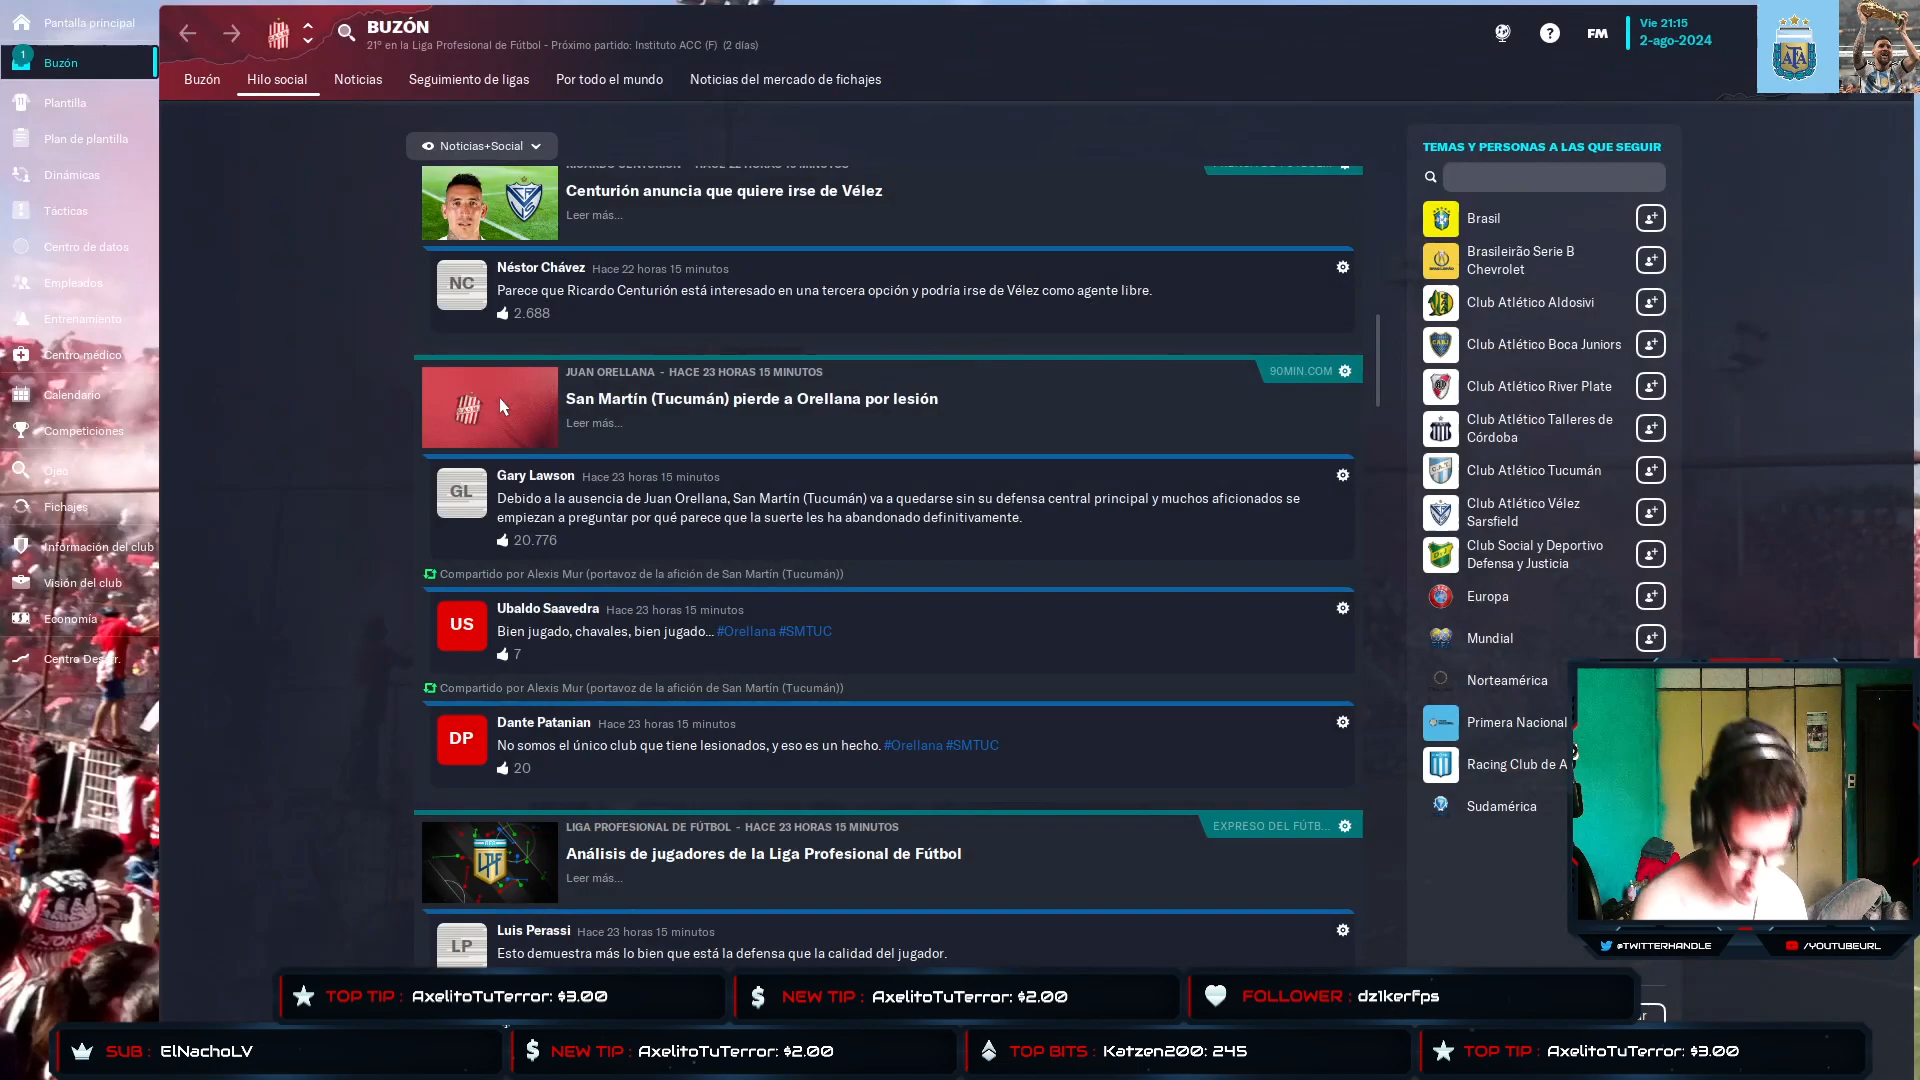 Pantalla principal
1
Buzón
Plantilla
Plan de plantilla
Dinámicas
Tácticas
Centro de datos
Empleados
Entrenamiento
Centro médico
Calendario
Competiciones
Ojeo
Fichajes
Información del club
Visión del club
Economía
BUZÓN
21º en la Liga Profesional de Fútbol - Próximo partido: Instituto ACC (F) (2 días)
FM
Vie 21:15
2-ago-2024
AFA
Buzón
Hilo social
Noticias
Seguimiento de ligas
Por todo el mundo
Noticias del mercado de fichajes
Noticias+Social
RICARDO CENTURIÓN - HACE 22 HORAS 15 MINUTOS
Centurión anuncia que quiere irse de Vélez
Leer más...
NC
Néstor Chávez Hace 22 horas 15 minutos
Parece que Ricardo Centurión está interesado en una tercera opción y podría irse de Vélez como agente libre.
2.688
JUAN ORELLANA - HACE 23 HORAS 15 MINUTOS
90MIN.COM
San Martín (Tucumán) pierde a Orellana por lesión
Leer más...
GL
Gary Lawson Hace 23 horas 15 minutos
Debido a la ausencia de Juan Orellana, San Martín (Tucumán) va a quedarse sin su defensa central principal y muchos aficionados se
empiezan a preguntar por qué parece que la suerte les ha abandonado definitivamente.
20.776
Compartido por Alexis Mur (portavoz de la afición de San Martín (Tucumán))
US
Ubaldo Saavedra Hace 23 horas 15 minutos
Bien jugado, chavales, bien jugado... #Orellana #SMTUC
7
Compartido por Alexis Mur (portavoz de la afición de San Martín (Tucumán))
DP
Dante Patanian Hace 23 horas 15 minutos
No somos el único club que tiene lesionados, y eso es un hecho. #Orellana #SMTUC
20
LIGA PROFESIONAL DE FÚTBOL - HACE 23 HORAS 15 MINUTOS
EXPRESO DEL FÚTB...
Análisis de jugadores de la Liga Profesional de Fútbol
Leer más...
LP
Luis Perassi Hace 23 horas 15 minutos
Esto demuestra más lo bien que está la defensa que la calidad del jugador.
TEMAS Y PERSONAS A LAS QUE SEGUIR
Brasil
Brasileirão Serie B
Chevrolet
Club Atlético Aldosivi
Club Atlético Boca Juniors
Club Atlético River Plate
Club Atlético Talleres de
Córdoba
Club Atlético Tucumán
Club Atlético Vélez
Sarsfield
Club Social y Deportivo
Defensa y Justicia
Europa
Mundial
Norteamérica
Primera Nacional
Racing Club de A
Sudamérica
@TWITTERHANDLE
/YOUTUBEURL
TOP TIP : AxelitoTuTerror: $3.00
NEW TIP : AxelitoTuTerror: $2.00
FOLLOWER : dz1kerfps
SUB : ElNachoLV
NEW TIP : AxelitoTuTerror: $2.00
TOP BITS : Katzen200: 245
TOP TIP : AxelitoTuTerror: $3.00